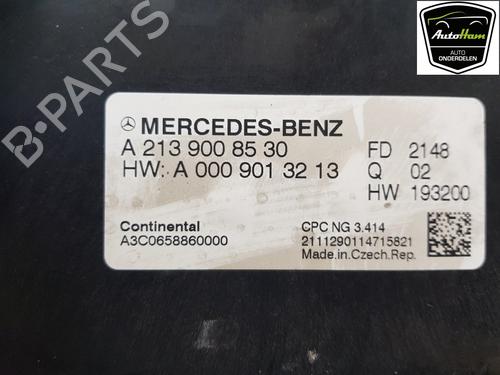 AutoHam
AUTO
ONDERDELEN
B-PARTS
MERCEDES-BENZ
A 213 900 85 30
HW: A 000 901 32 13
FD 2148
Q 02
HW 193200
Continental
A3C0658860000
CPC NG 3.414
2111290114715821
Made in Czech Rep.